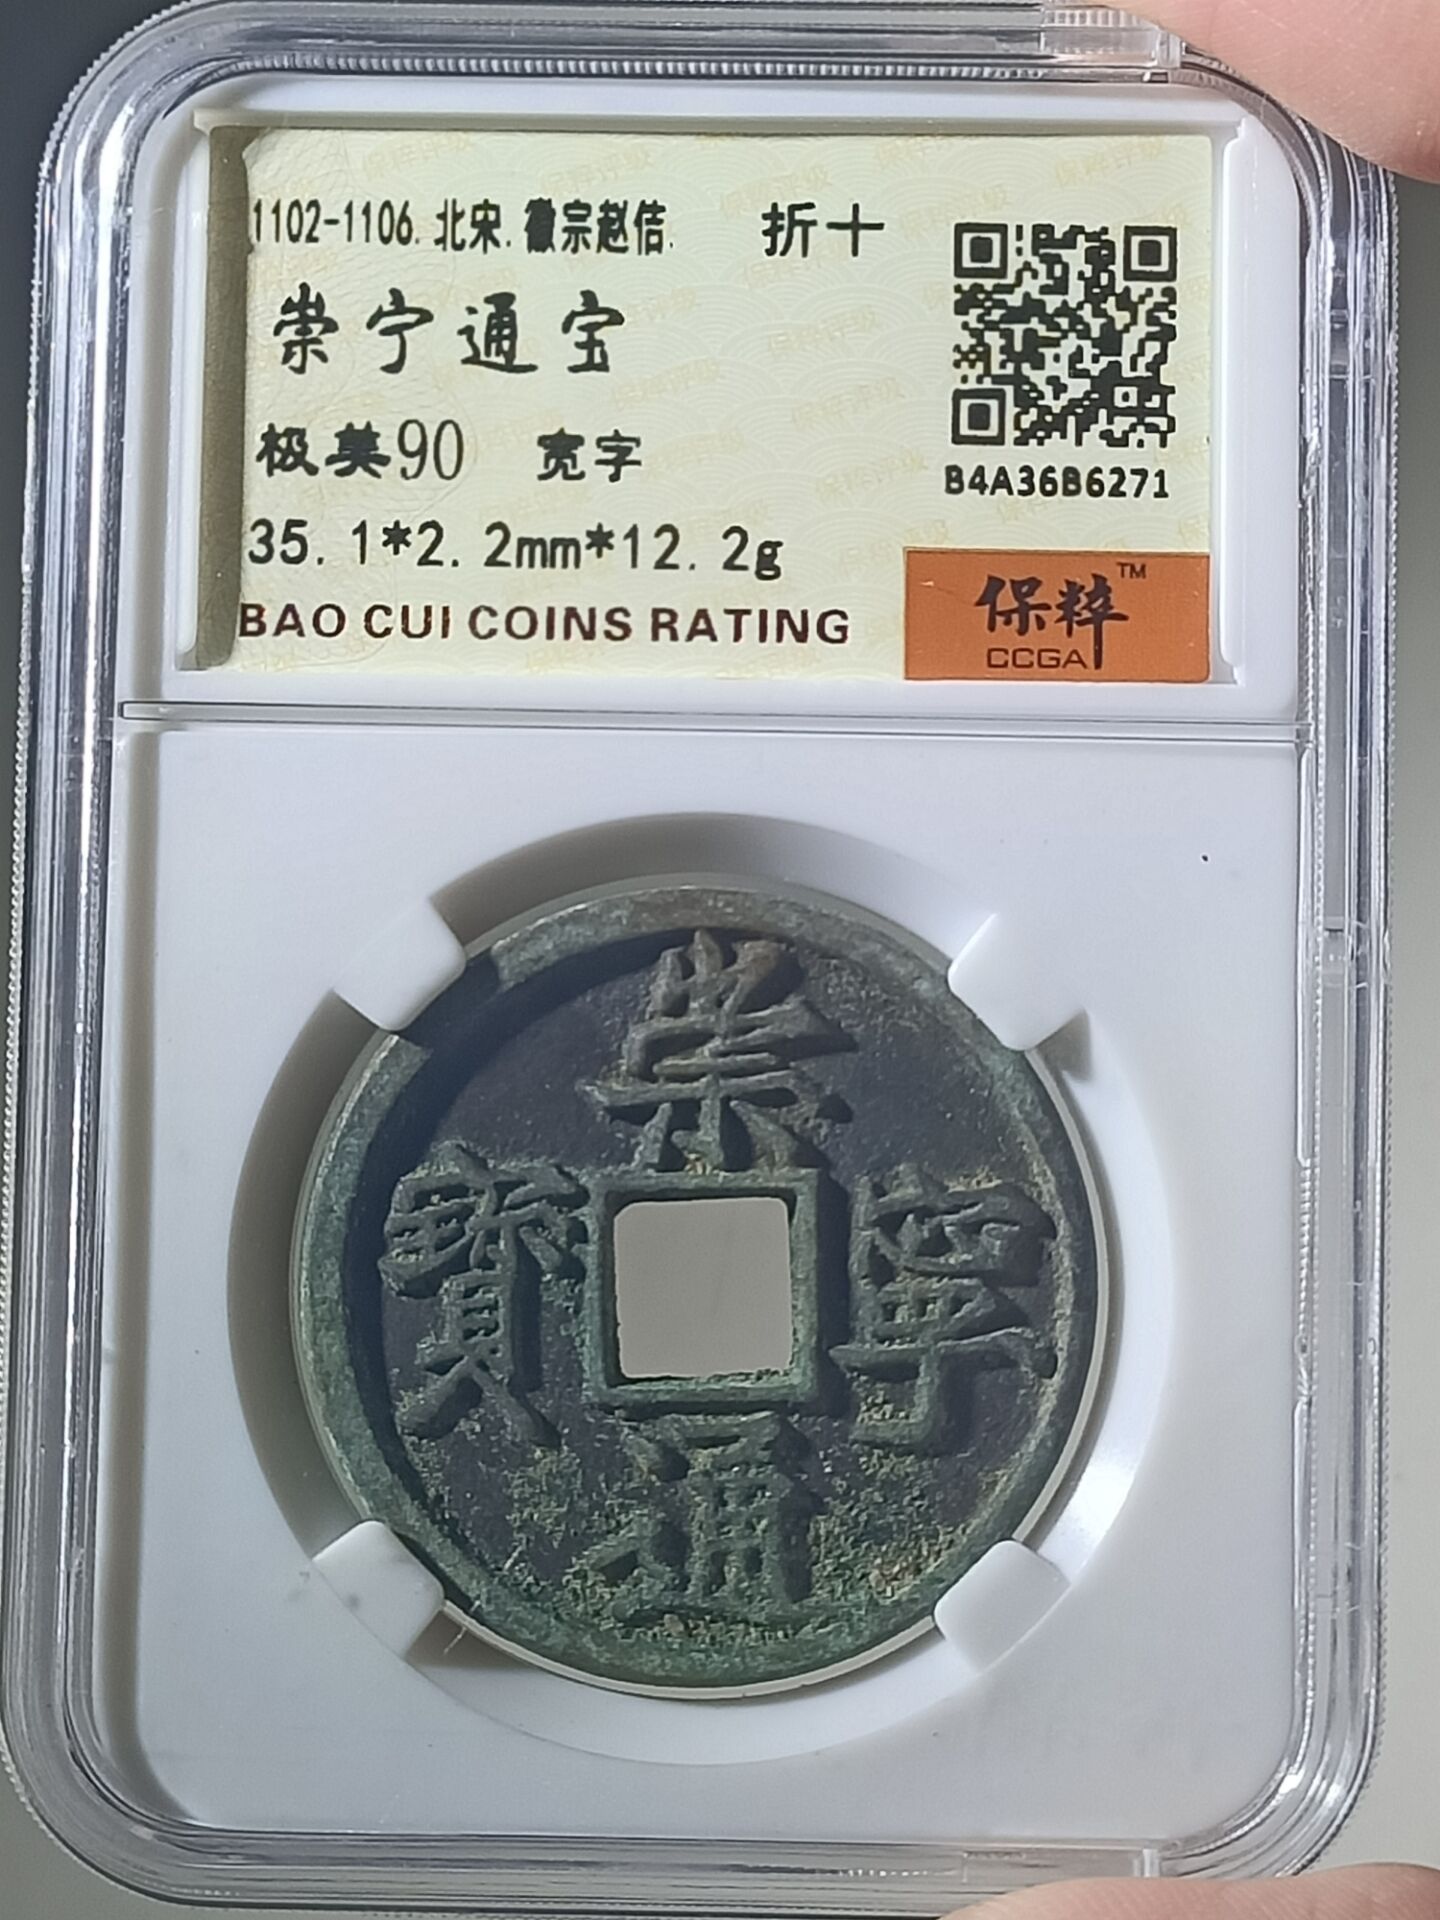 1102-1106. 北宋. 徽宗赵佶. 折十
崇宁通宝
极美90 宽字
B4A36B6271
35.1*2.2mm*12.2g
BAO CUI COINS RATING
保粹™
CCGA
崇寧通寳